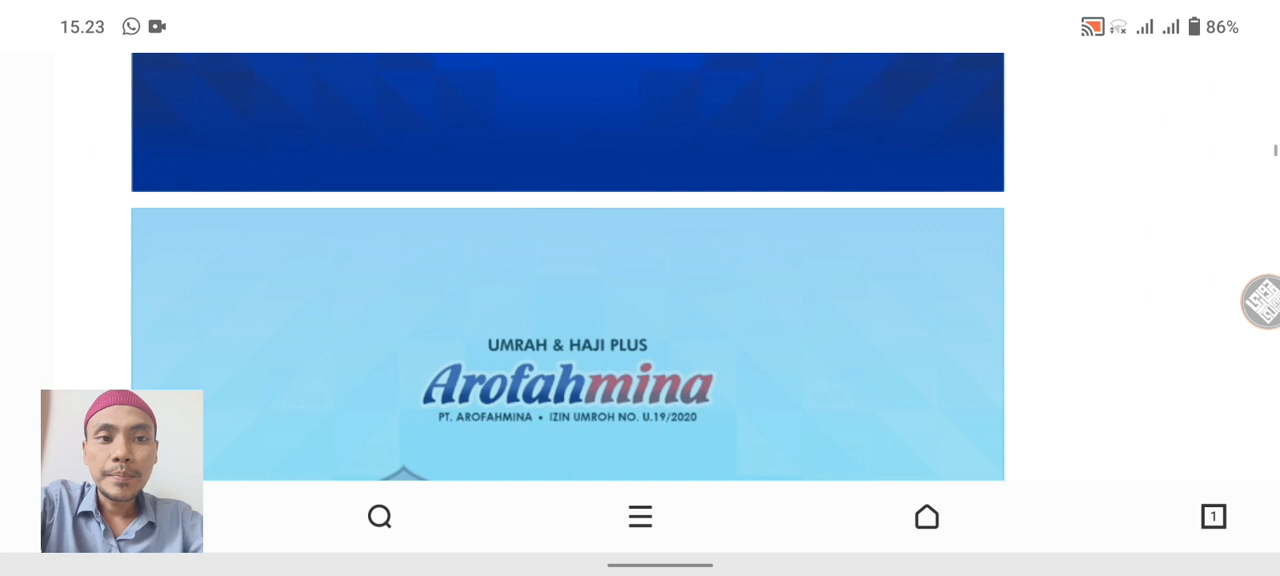 15.23
86%
UMRAH & HAJI PLUS
Arofahmina
PT. AROFAHMINA • IZIN UMROH NO. U.19/2020
1